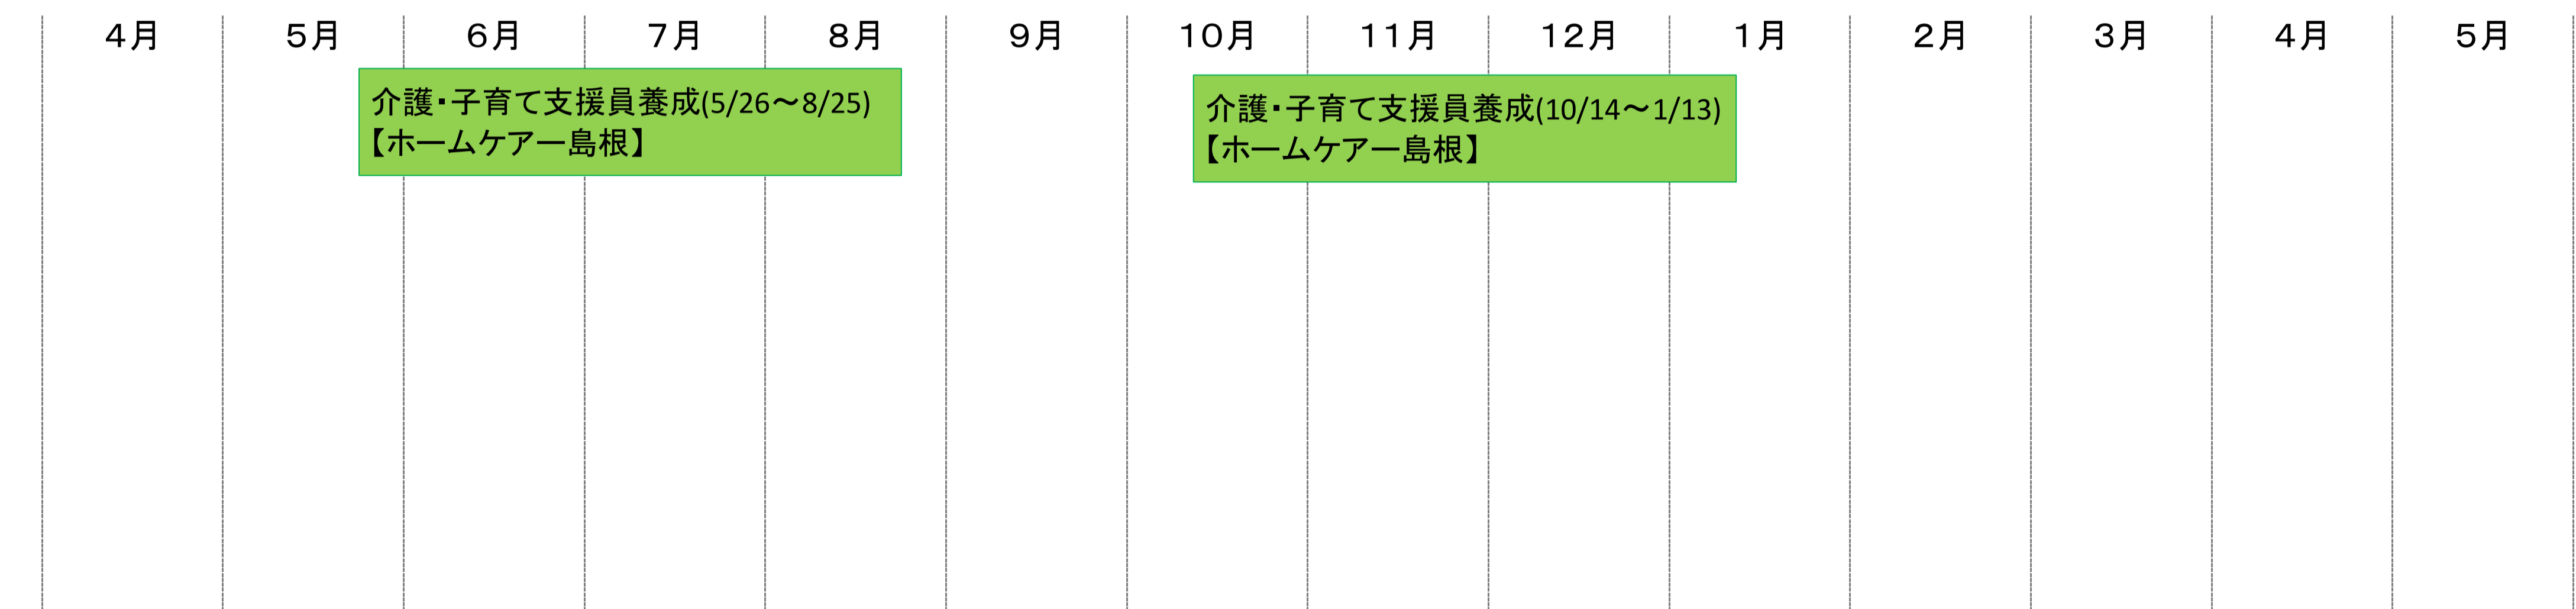 4月 5月 6月 7月 8月 9月 10月 11月 12月 1月 2月 3月 4月 5月
介護・子育て支援員養成(5/26～8/25)
【ホームケアー島根】
介護・子育て支援員養成(10/14～1/13)
【ホームケアー島根】